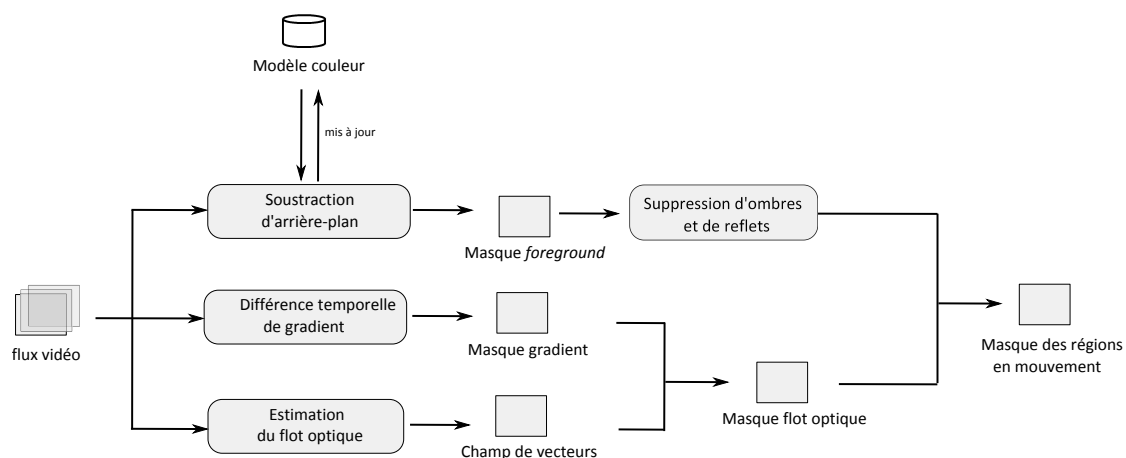 Modèle couleur
mis à jour
Soustraction
d'arrière-plan
Masque foreground
Suppression d'ombres
et de reflets
flux vidéo
Différence temporelle
de gradient
Masque gradient
Masque des régions
en mouvement
Estimation
du flot optique
Champ de vecteurs
Masque flot optique